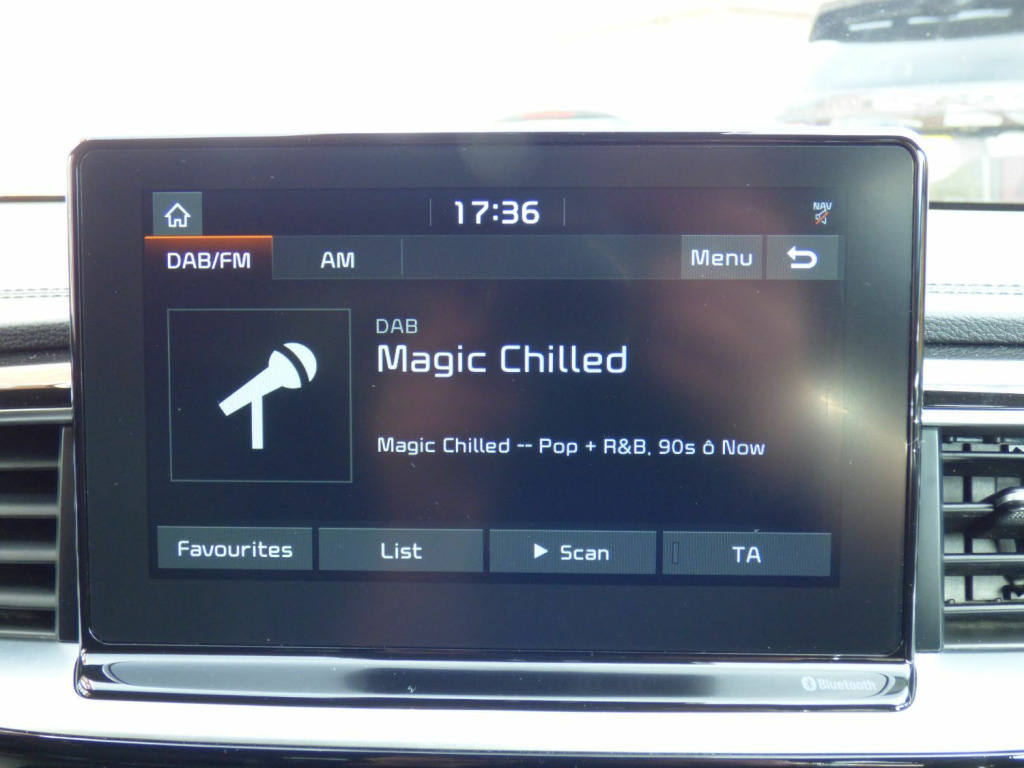 17:36
NAV
DAB/FM AM Menu
DAB
Magic Chilled
Magic Chilled -- Pop + R&B, 90s ô Now
Favourites List Scan TA
Bluetooth